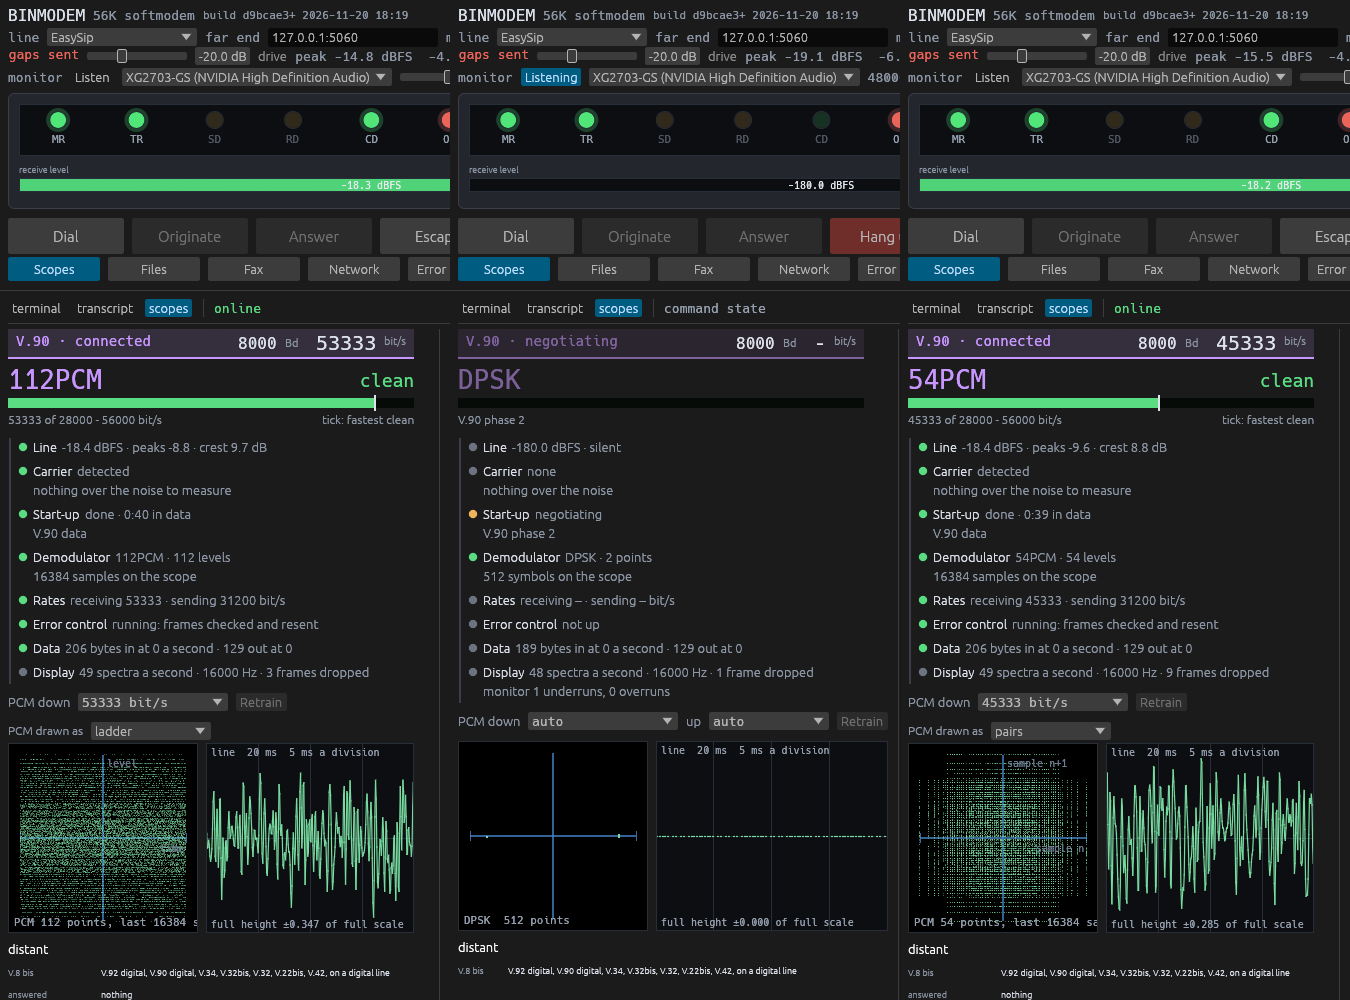 BINMODEM 56K softmodem build d9bcae3+ 2026-11-20 18:19
line EasySip far end 127.0.0.1:5060
gaps sent -20.0 dB drive peak -14.8 dBFS -4.
monitor Listen XG2703-GS (NVIDIA High Definition Audio)
MR TR SD RD CD
receive level
-18.3 dBFS
Dial Originate Answer Escap
Scopes Files Fax Network Error
terminal transcript scopes online
V.90 · connected 8000 Bd 53333 bit/s
112PCM clean
53333 of 28000 - 56000 bit/s tick: fastest clean
Line -18.4 dBFS · peaks -8.8 · crest 9.7 dB
Carrier detected
nothing over the noise to measure
Start-up done · 0:40 in data
V.90 data
Demodulator 112PCM · 112 levels
16384 samples on the scope
Rates receiving 53333 · sending 31200 bit/s
Error control running: frames checked and resent
Data 206 bytes in at 0 a second · 129 out at 0
Display 49 spectra a second · 16000 Hz · 3 frames dropped
PCM down 53333 bit/s Retrain
PCM drawn as ladder
level
PCM 112 points, last 16384 s
line 20 ms 5 ms a division
full height ±0.347 of full scale
distant
V.8 bis V.92 digital, V.90 digital, V.34, V.32bis, V.32, V.22bis, V.42, on a digital line
answered nothing
BINMODEM 56K softmodem build d9bcae3+ 2026-11-20 18:19
line EasySip far end 127.0.0.1:5060
gaps sent -20.0 dB drive peak -19.1 dBFS -6.
monitor Listening XG2703-GS (NVIDIA High Definition Audio) 4800
MR TR SD RD CD
receive level
-180.0 dBFS
Dial Originate Answer Hang
Scopes Files Fax Network Error
terminal transcript scopes command state
V.90 · negotiating 8000 Bd – bit/s
DPSK
V.90 phase 2
Line -180.0 dBFS · silent
Carrier none
nothing over the noise
Start-up negotiating
V.90 phase 2
Demodulator DPSK · 2 points
512 symbols on the scope
Rates receiving – · sending – bit/s
Error control not up
Data 189 bytes in at 0 a second · 129 out at 0
Display 48 spectra a second · 16000 Hz · 1 frame dropped
monitor 1 underruns, 0 overruns
PCM down auto up auto Retrain
DPSK 512 points
line 20 ms 5 ms a division
full height ±0.000 of full scale
distant
V.8 bis V.92 digital, V.90 digital, V.34, V.32bis, V.32, V.22bis, V.42, on a digital line
BINMODEM 56K softmodem build d9bcae3+ 2026-11-20 18:19
line EasySip far end 127.0.0.1:5060
gaps sent -20.0 dB drive peak -15.5 dBFS -4.
monitor Listen XG2703-GS (NVIDIA High Definition Audio)
MR TR SD RD CD
receive level
-18.2 dBFS
Dial Originate Answer Escap
Scopes Files Fax Network Error
terminal transcript scopes online
V.90 · connected 8000 Bd 45333 bit/s
54PCM clean
45333 of 28000 - 56000 bit/s tick: fastest clean
Line -18.4 dBFS · peaks -9.6 · crest 8.8 dB
Carrier detected
nothing over the noise to measure
Start-up done · 0:39 in data
V.90 data
Demodulator 54PCM · 54 levels
16384 samples on the scope
Rates receiving 45333 · sending 31200 bit/s
Error control running: frames checked and resent
Data 206 bytes in at 0 a second · 129 out at 0
Display 49 spectra a second · 16000 Hz · 9 frames dropped
PCM down 45333 bit/s Retrain
PCM drawn as pairs
sample n+1
sample n
PCM 54 points, last 16384 sa
line 20 ms 5 ms a division
full height ±0.285 of full scale
distant
V.8 bis V.92 digital, V.90 digital, V.34, V.32bis, V.32, V.22bis, V.42, on a digital line
answered nothing